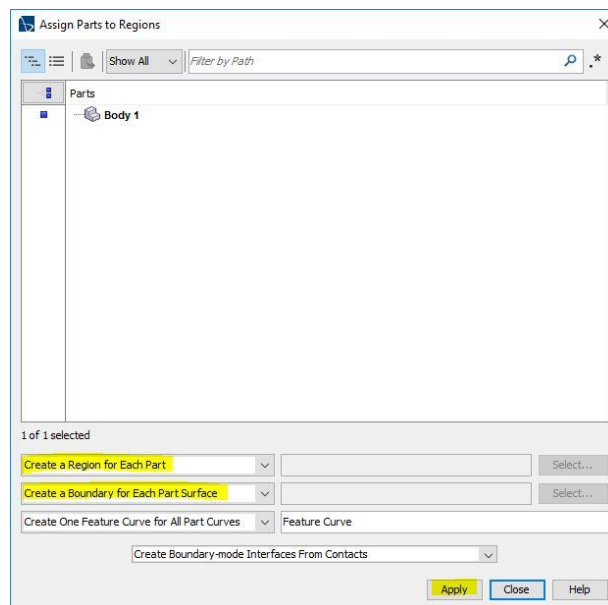 Assign Parts to Regions
Show All
Filter by Path
.*
Parts
Body 1
1 of 1 selected
Create a Region for Each Part
Select...
Create a Boundary for Each Part Surface
Select...
Create One Feature Curve for All Part Curves
Feature Curve
Create Boundary-mode Interfaces From Contacts
Apply
Close
Help